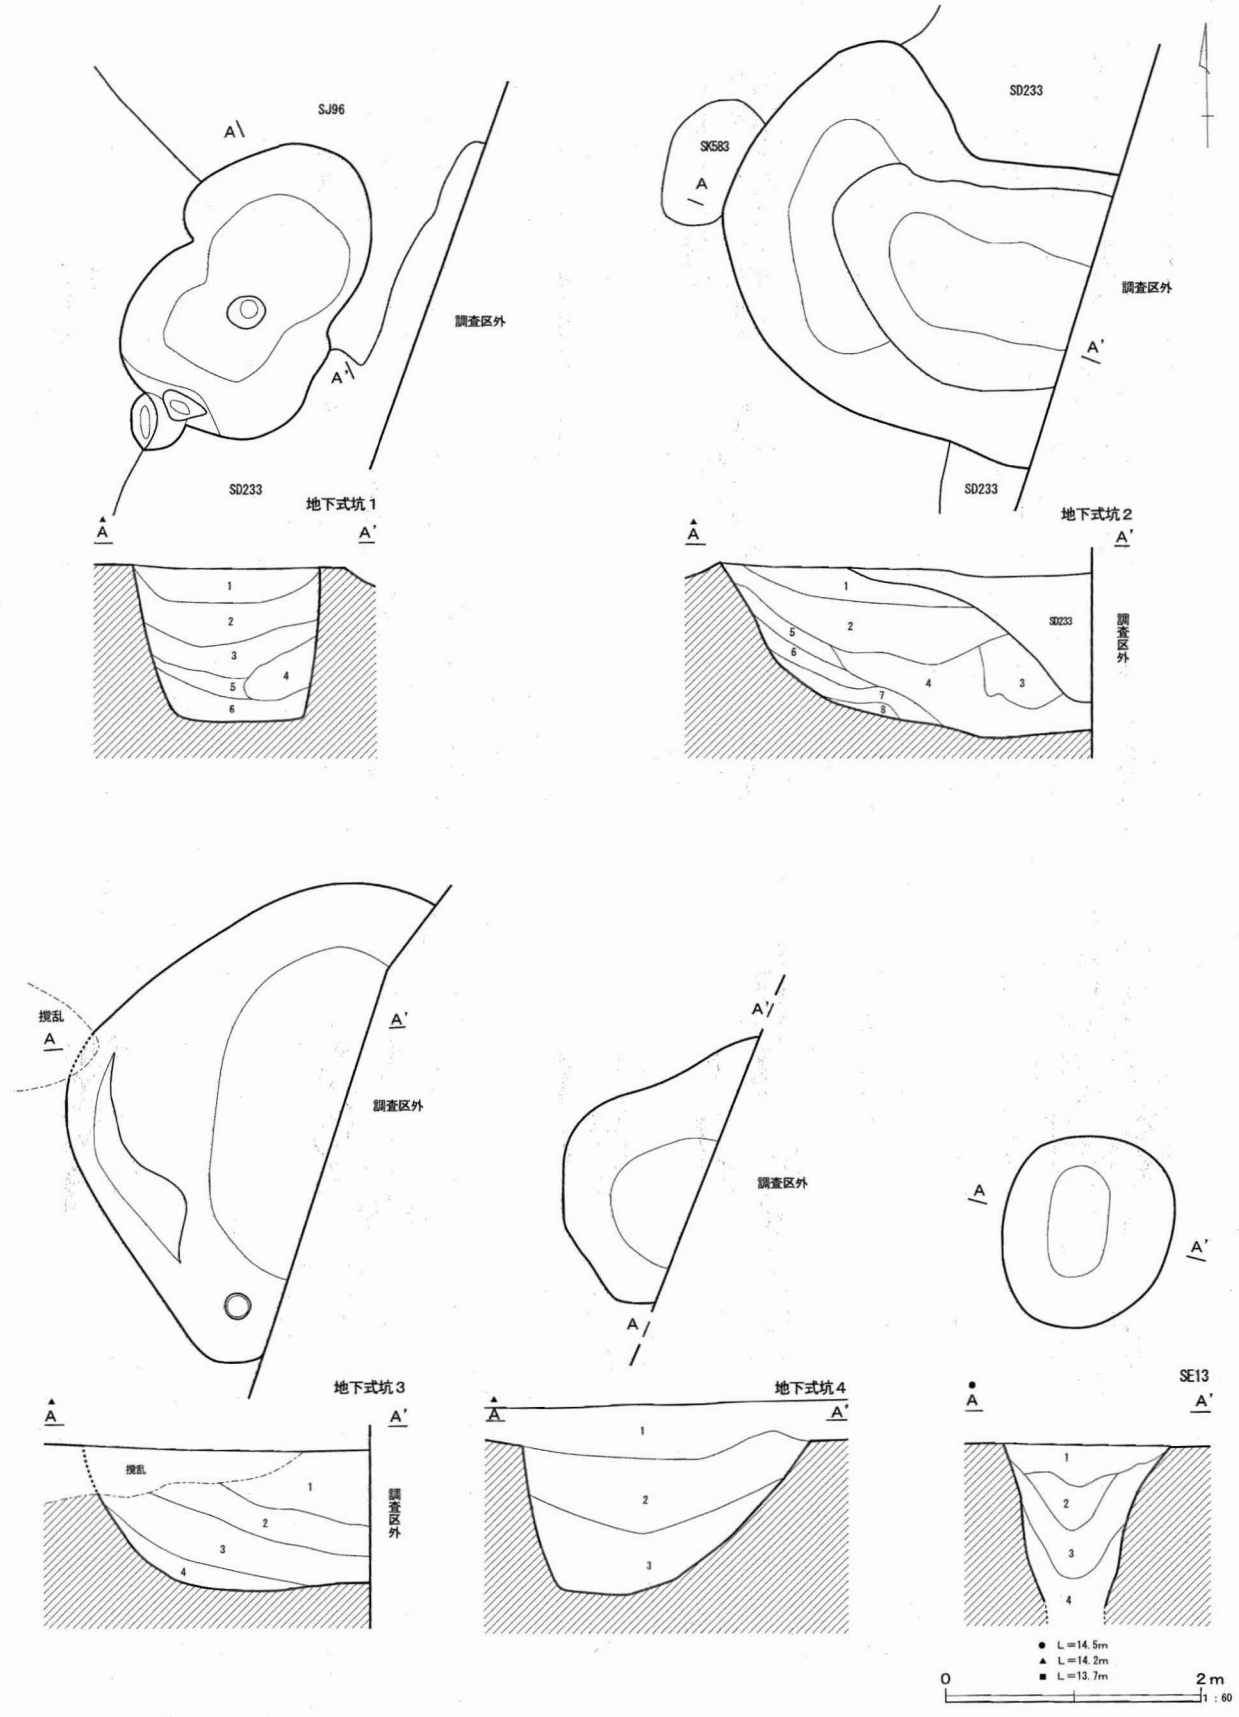 SJ96
A
A'
調査区外
SD233
地下式坑1
A
A'
1
2
3
4
5
6
SD233
SK583
A
調査区外
A'
SD233
地下式坑2
A
A'
1
2
5
6
4
3
7
8
SD233
調査区外
攪乱
A
A'
調査区外
地下式坑3
A
A'
攪乱
1
2
3
4
調査区外
A'
調査区外
A
地下式坑4
A
A'
1
2
3
A
A'
SE13
A
A'
1
2
3
4
● L=14.5m
▲ L=14.2m
■ L=13.7m
0 2m
1:60